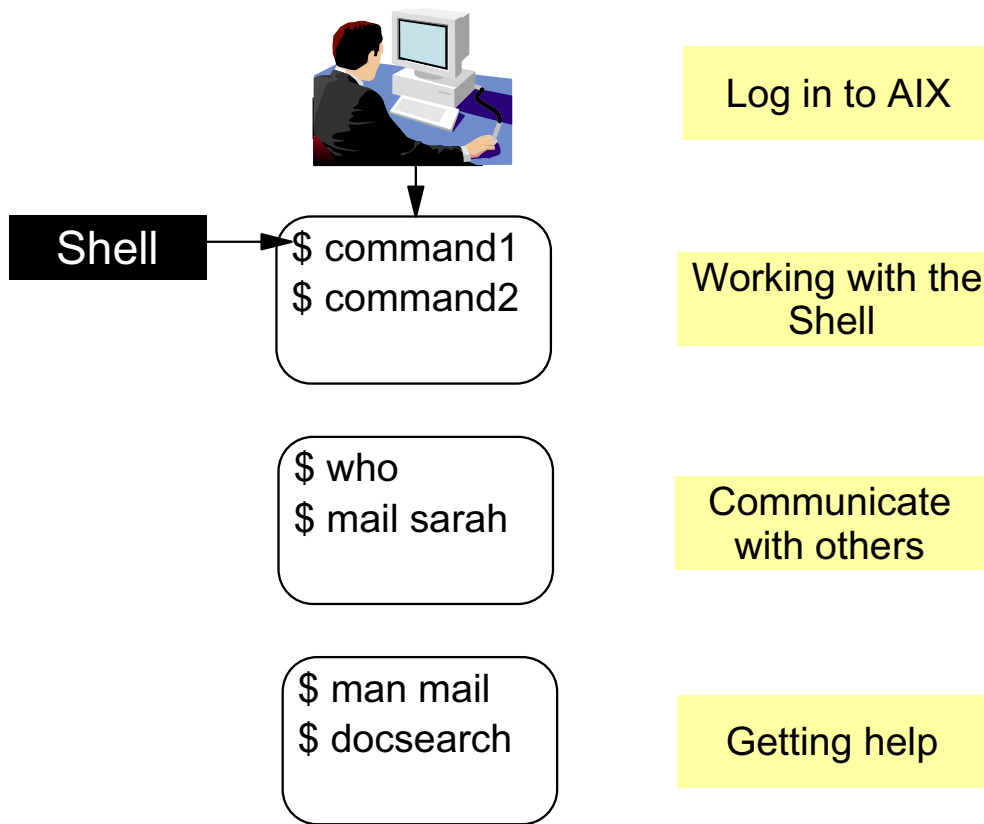 Log in to AIX
Shell
$ command1
$ command2
Working with the
Shell
$ who
$ mail sarah
Communicate
with others
$ man mail
$ docsearch
Getting help